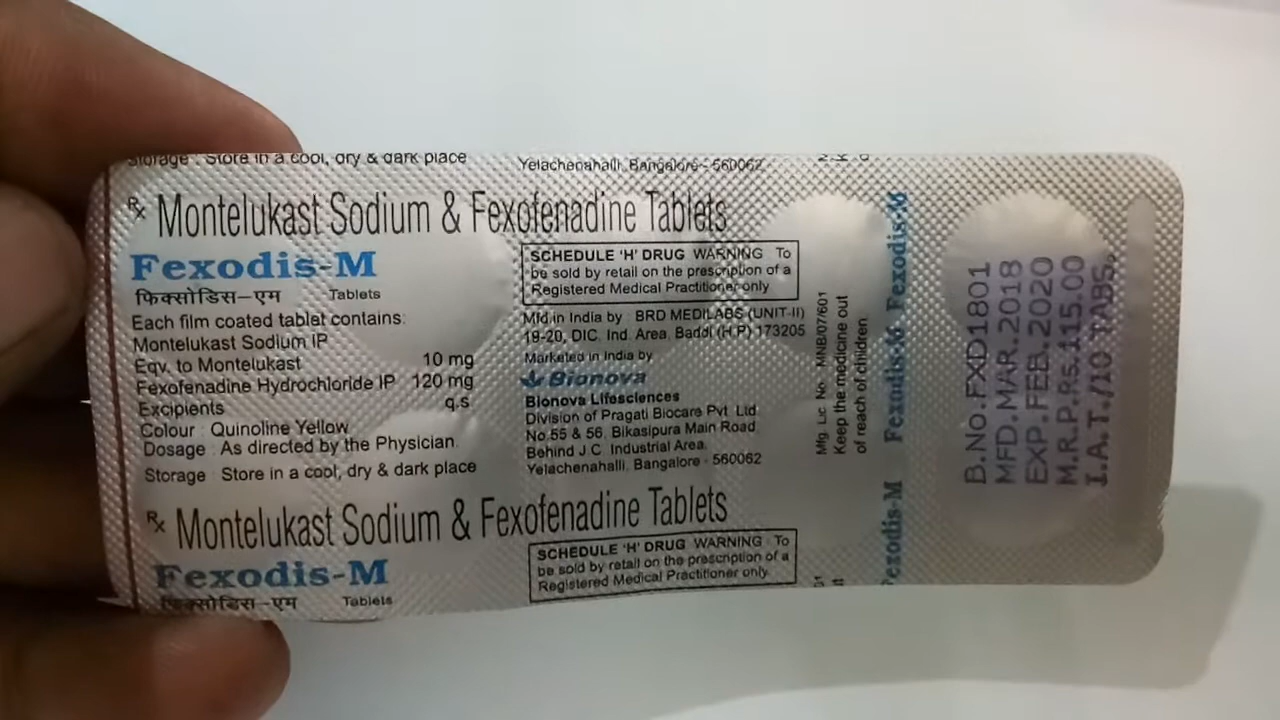 Storage : Store in a cool, dry & dark place
Yelachenahalli, Bangalore - 560062
Rx Montelukast Sodium & Fexofenadine Tablets
Fexodis-M
फिक्सोडिस-एम Tablets
Each film coated tablet contains:
Montelukast Sodium IP
Eqv. to Montelukast 10 mg
Fexofenadine Hydrochloride IP 120 mg
Excipients q.s
Colour : Quinoline Yellow
Dosage : As directed by the Physician.
Storage : Store in a cool, dry & dark place
SCHEDULE 'H' DRUG WARNING : To
be sold by retail on the prescription of a
Registered Medical Practitioner only
Mfd in India by : BRD MEDILABS (UNIT-II)
19-20, DIC, Ind. Area, Baddi (H.P) 173205
Marketed in India by
Bionova
Bionova Lifesciences
Division of Pragati Biocare Pvt. Ltd
No.55 & 56, Bikasipura Main Road
Behind J.C. Industrial Area,
Yelachenahalli, Bangalore - 560062
Mfg. Lic. No. MNB/07/601
Keep the medicine out
of reach of children
Fexodis-M Fexodis-M Fexodis-M
B.No.FXD1801
MFD.MAR.2018
EXP.FEB.2020
M.R.P.Rs.115.00
I.A.T./10 TABS.
Rx Montelukast Sodium & Fexofenadine Tablets
Fexodis-M
फिक्सोडिस-एम Tablets
SCHEDULE 'H' DRUG WARNING : To
be sold by retail on the prescription of a
Registered Medical Practitioner only